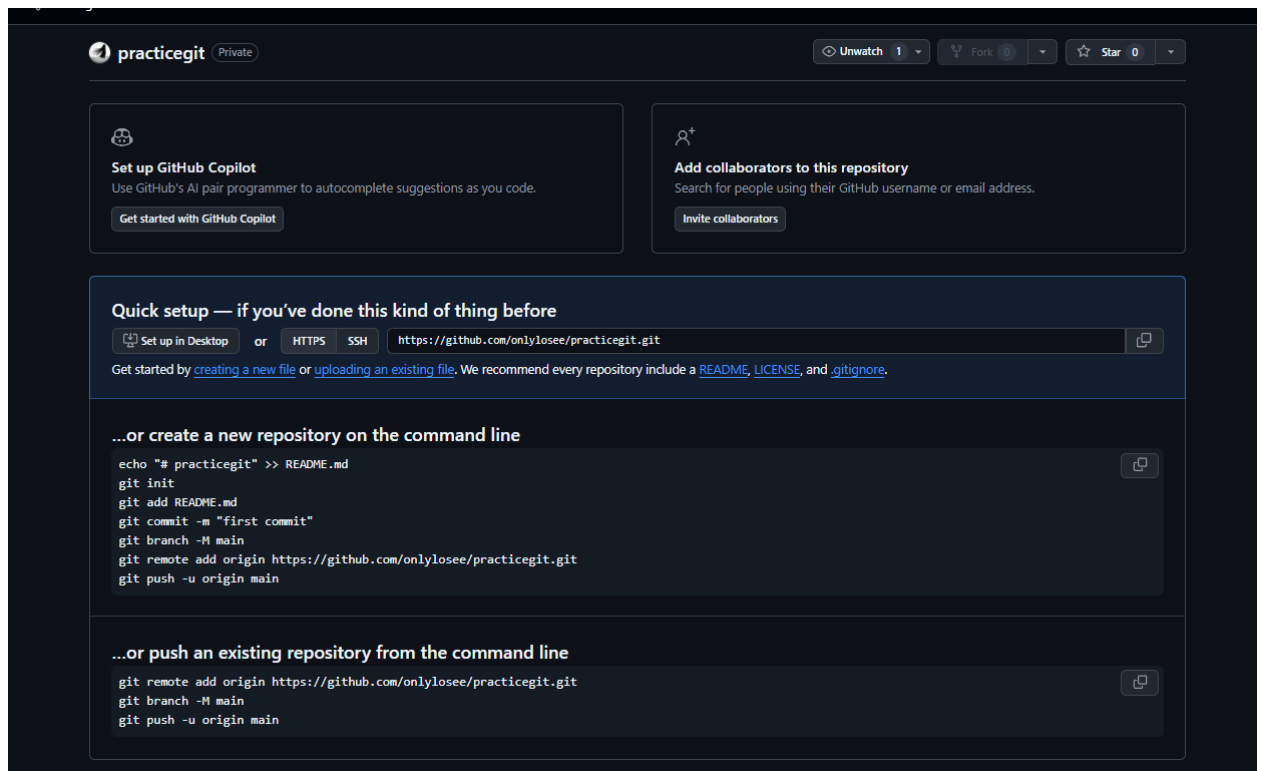 practicegit Private
Unwatch 1
Fork 0
Star 0
Set up GitHub Copilot
Use GitHub's AI pair programmer to autocomplete suggestions as you code.
Get started with GitHub Copilot
Add collaborators to this repository
Search for people using their GitHub username or email address.
Invite collaborators
Quick setup — if you've done this kind of thing before
Set up in Desktop or HTTPS SSH https://github.com/onlylosee/practicegit.git
Get started by creating a new file or uploading an existing file. We recommend every repository include a README, LICENSE, and .gitignore.
...or create a new repository on the command line
echo "# practicegit" >> README.md
git init
git add README.md
git commit -m "first commit"
git branch -M main
git remote add origin https://github.com/onlylosee/practicegit.git
git push -u origin main
...or push an existing repository from the command line
git remote add origin https://github.com/onlylosee/practicegit.git
git branch -M main
git push -u origin main